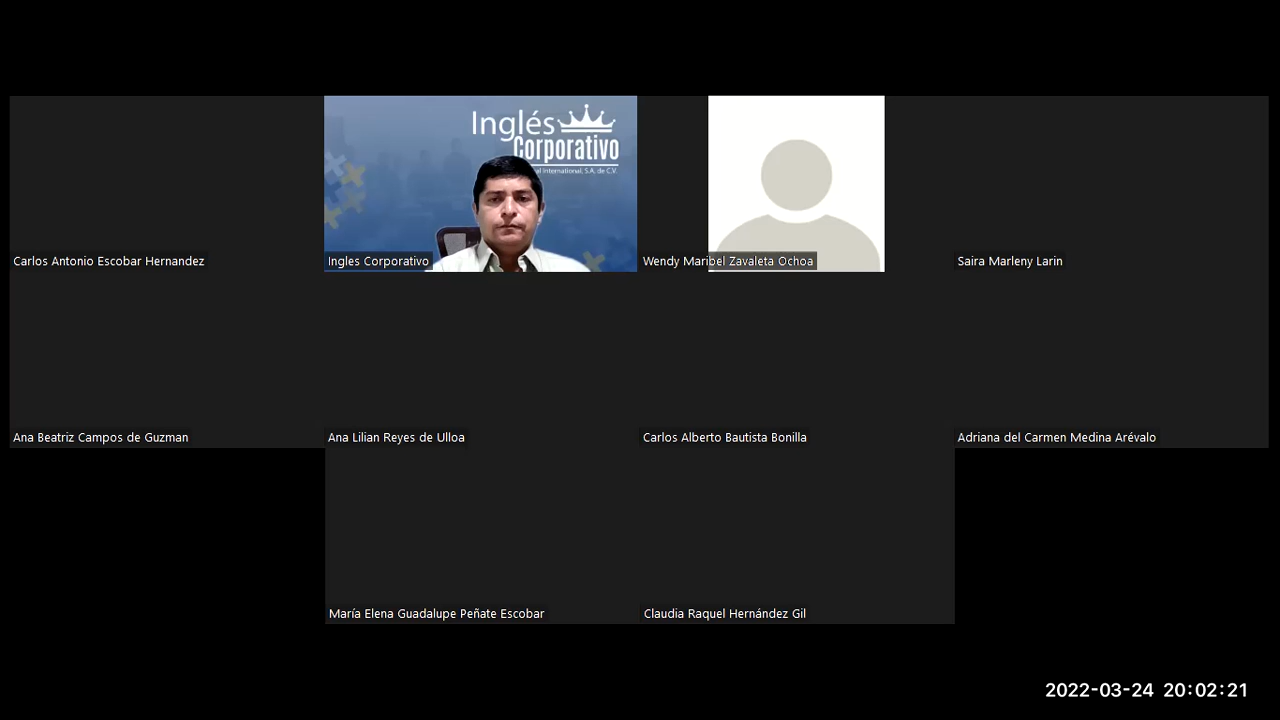 Inglés
Corporativo
al International, S.A. de C.V.
Carlos Antonio Escobar Hernandez
Ingles Corporativo
Wendy Maribel Zavaleta Ochoa
Saira Marleny Larin
Ana Beatriz Campos de Guzman
Ana Lilian Reyes de Ulloa
Carlos Alberto Bautista Bonilla
Adriana del Carmen Medina Arévalo
María Elena Guadalupe Peñate Escobar
Claudia Raquel Hernández Gil
2022-03-24 20:02:21